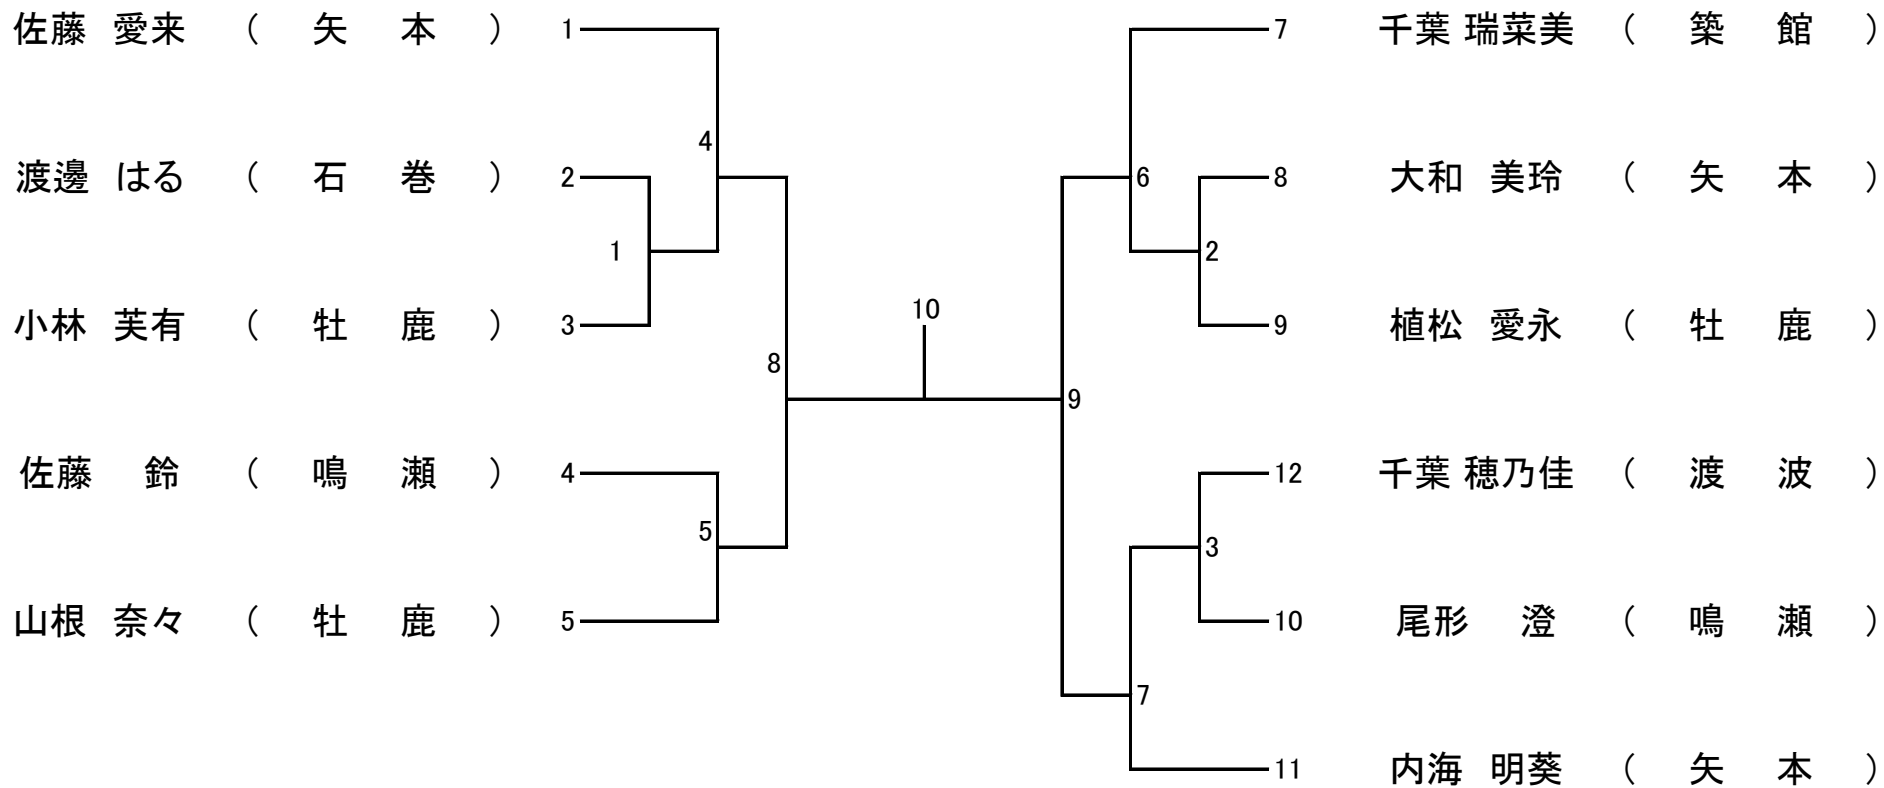 佐藤 愛来 （ 矢 本 ） 1
渡邊 はる （ 石 巻 ） 2
小林 芙有 （ 牡 鹿 ） 3
佐藤 鈴 （ 鳴 瀬 ） 4
山根 奈々 （ 牡 鹿 ） 5
4
1
8
5
10
6
2
9
3
7
7 千葉 瑞菜美 （ 築 館 ）
8 大和 美玲 （ 矢 本 ）
9 植松 愛永 （ 牡 鹿 ）
12 千葉 穂乃佳 （ 渡 波 ）
10 尾形 澄 （ 鳴 瀬 ）
11 内海 明葵 （ 矢 本 ）